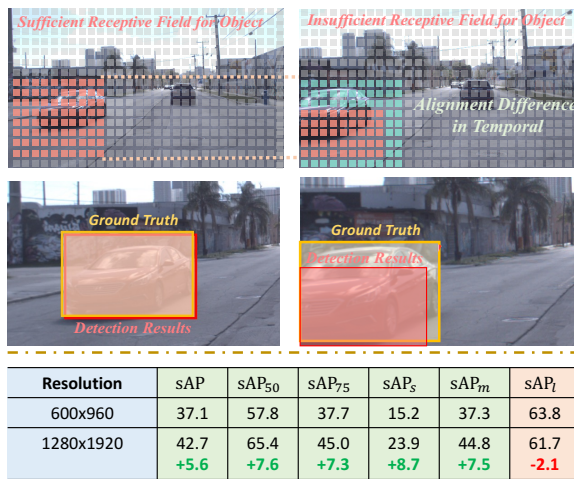 Sufficient Receptive Field for Object
Insufficient Receptive Field for Object
Alignment Difference
in Temporal
Ground Truth
Detection Results
Ground Truth
Detection Results
Resolution sAP sAP50 sAP75 sAPs sAPm sAPl
600x960 37.1 57.8 37.7 15.2 37.3 63.8
1280x1920 42.7 65.4 45.0 23.9 44.8 61.7
+5.6 +7.6 +7.3 +8.7 +7.5 -2.1